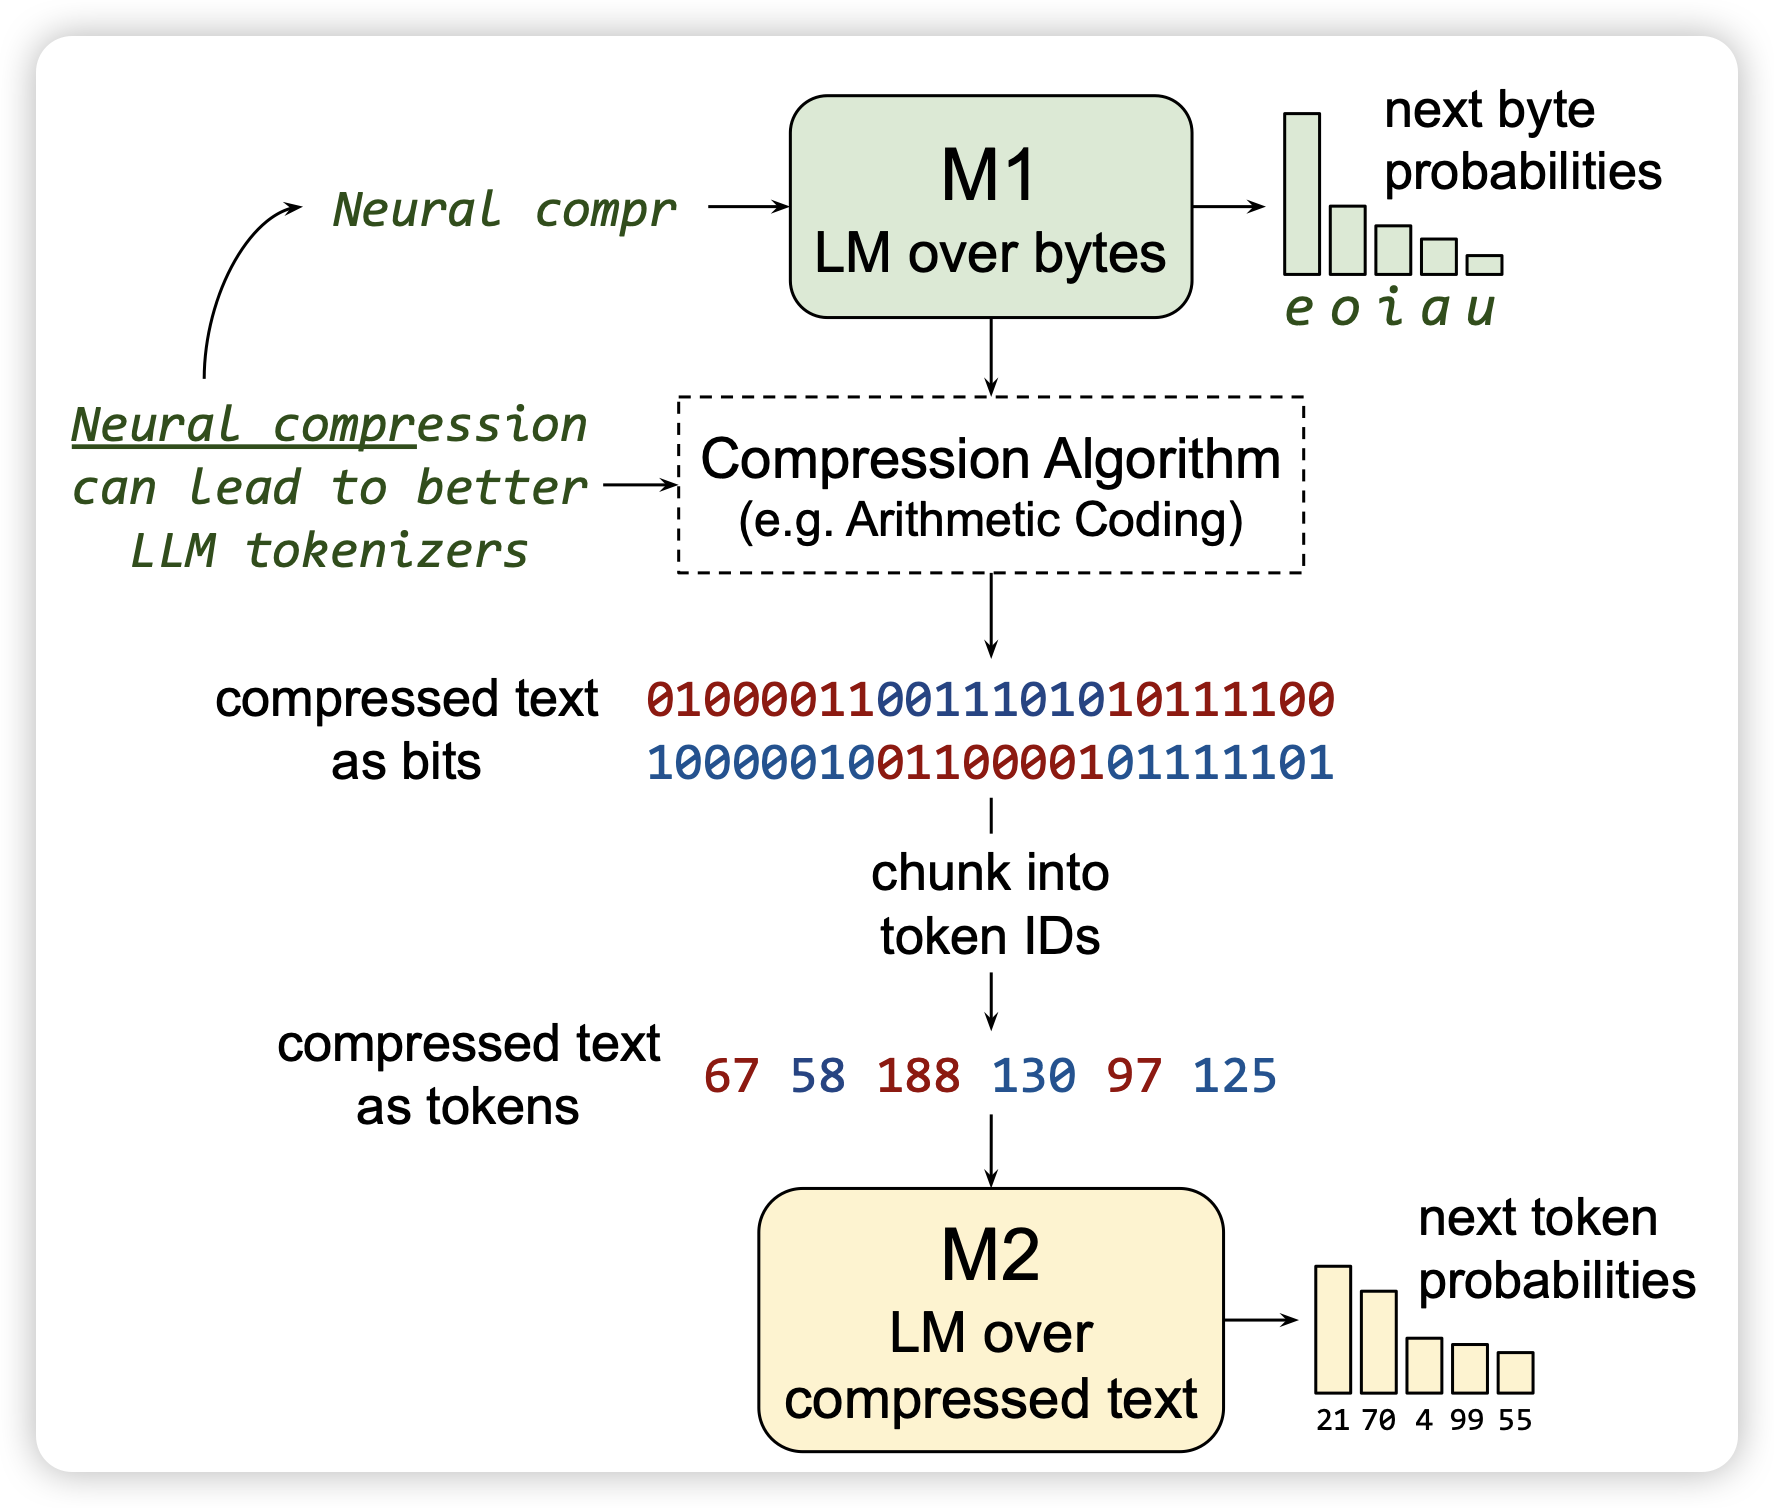 Neural compr
M1
LM over bytes
next byte
probabilities
e o i a u
Neural compression
can lead to better
LLM tokenizers
Compression Algorithm
(e.g. Arithmetic Coding)
compressed text
as bits
010000110011101010111100
100000100110000101111101
chunk into
token IDs
compressed text
as tokens
67 58 188 130 97 125
M2
LM over
compressed text
next token
probabilities
21 70 4 99 55